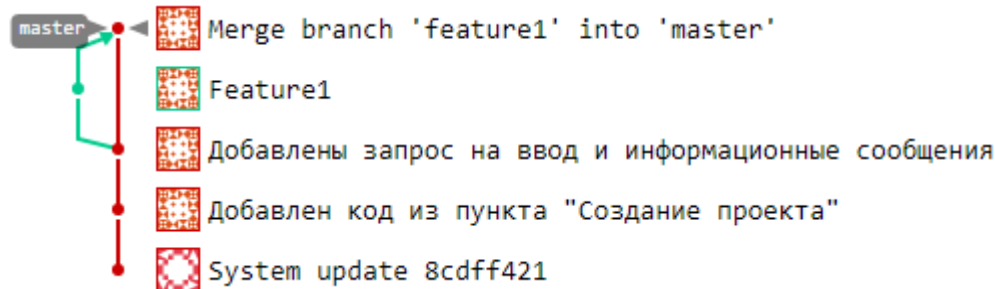 master Merge branch 'feature1' into 'master'
Feature1
Добавлены запрос на ввод и информационные сообщения
Добавлен код из пункта "Создание проекта"
System update 8cdff421